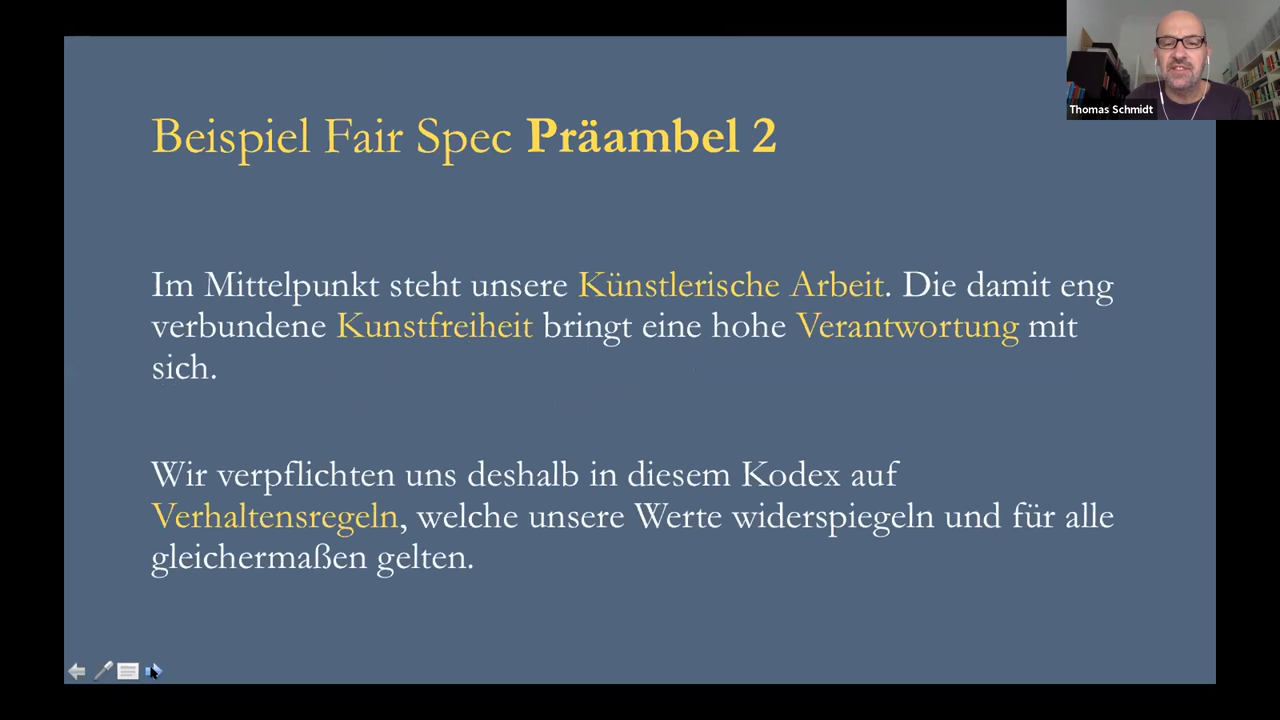 Thomas Schmidt
Beispiel Fair Spec Präambel 2
Im Mittelpunkt steht unsere Künstlerische Arbeit. Die damit eng
verbundene Kunstfreiheit bringt eine hohe Verantwortung mit
sich.
Wir verpflichten uns deshalb in diesem Kodex auf
Verhaltensregeln, welche unsere Werte widerspiegeln und für alle
gleichermaßen gelten.